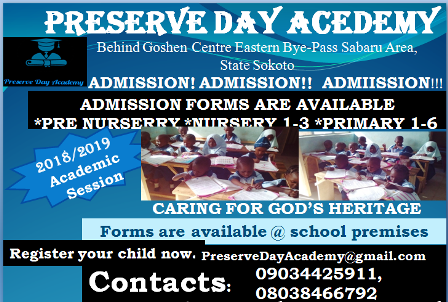 PRESERVE DAY ACEDEMY
Behind Goshen Centre Eastern Bye-Pass Sabaru Area,
State Sokoto
Preserve Day Academy
ADMISSION! ADMISSION!! ADMISSION!!!
ADMISSION FORMS ARE AVAILABLE
*PRE NURSERRY *NURSERY 1-3 *PRIMARY 1-6
2018/2019
Academic
Session
CARING FOR GOD'S HERITAGE
Forms are available @ school premises
Register your child now. PreserveDayAcademy@gmail.com
Contacts: 09034425911,
08038466792